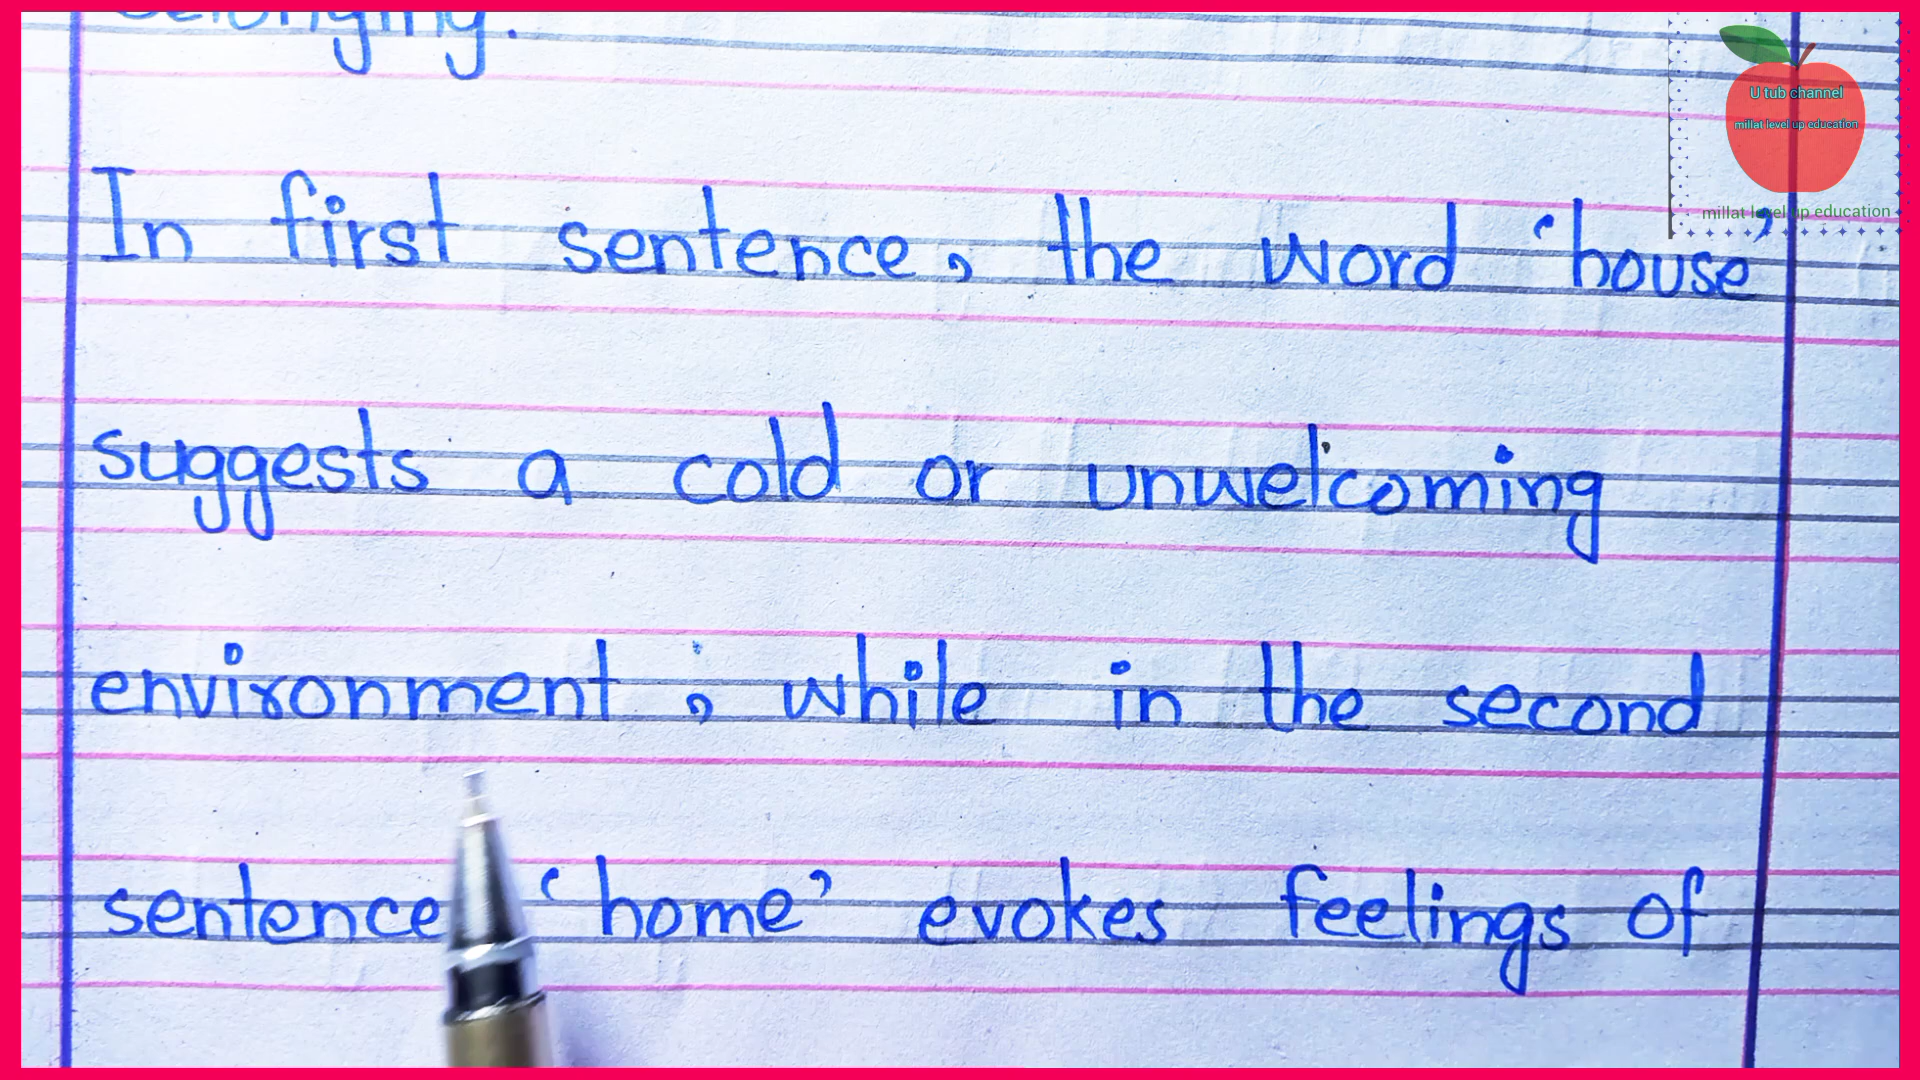 belonging.
U tub channel
millat level up education
millat level up education
In first sentence, the word 'house'
suggests a cold or unwelcoming
environment, while in the second
sentence 'home' evokes feelings of